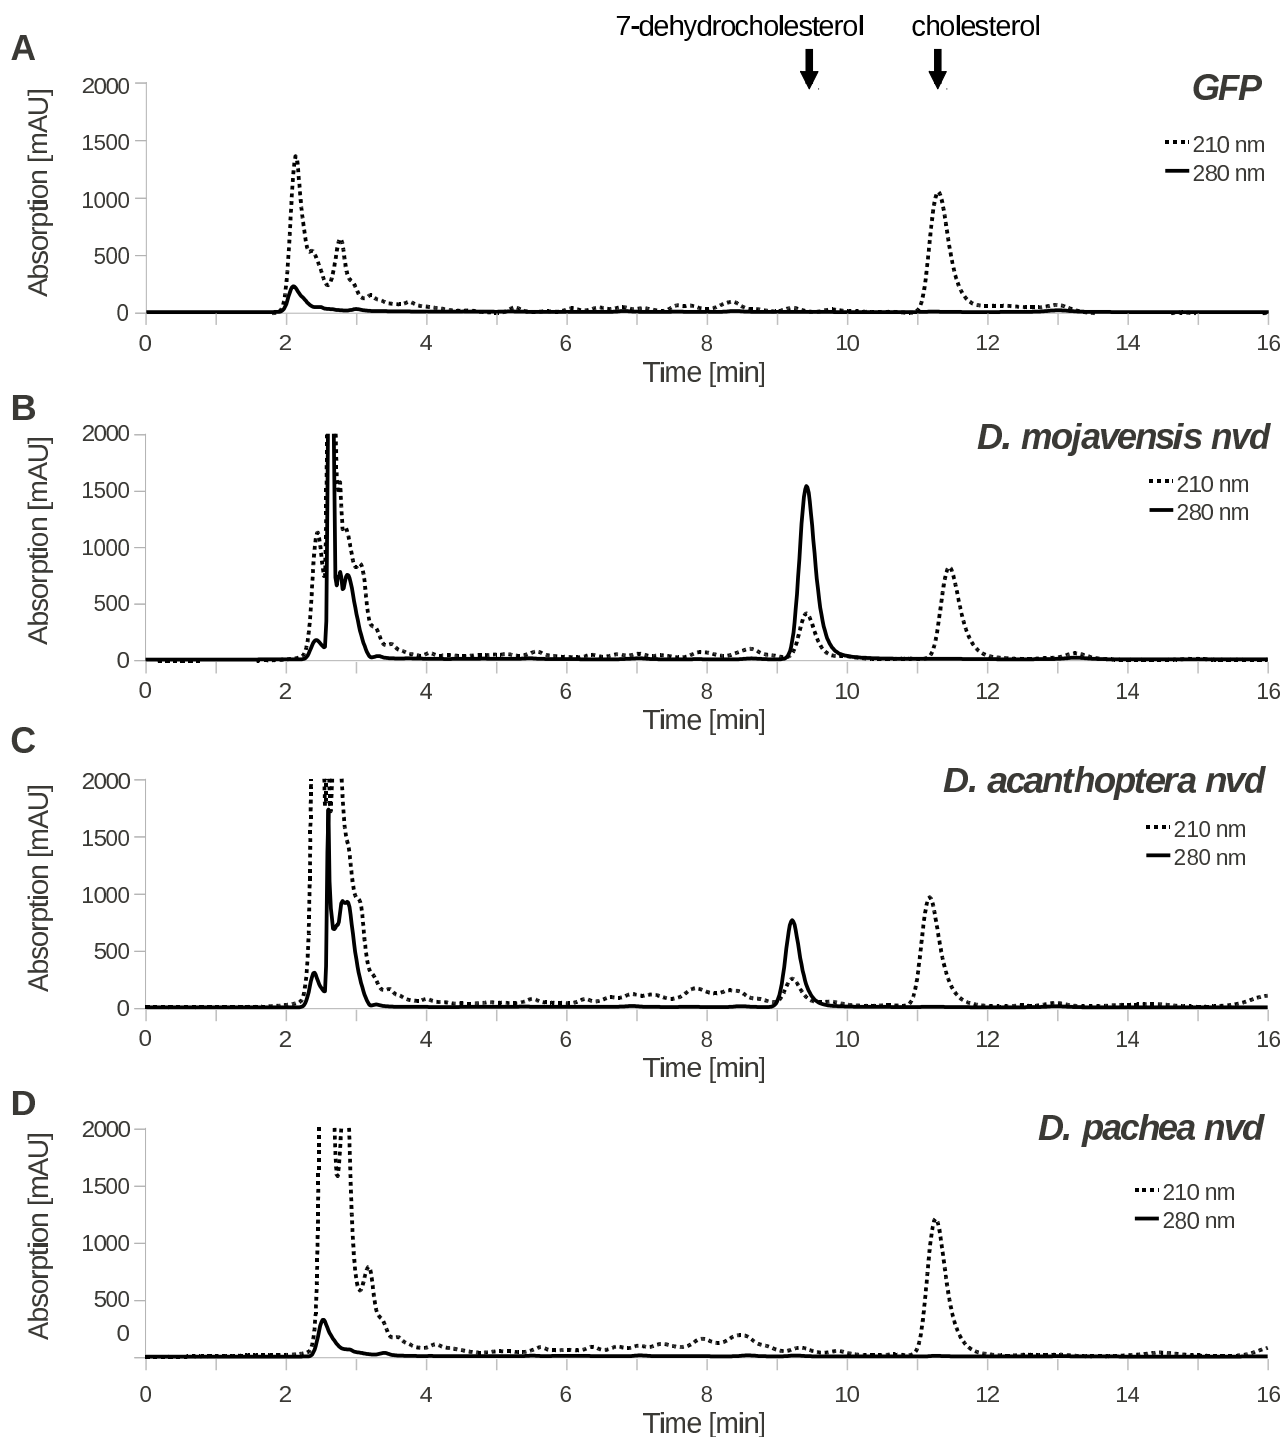 7-dehydrocholesterol cholesterol
A
GFP
210 nm
280 nm
Absorption [mAU]
2000
1500
1000
500
0
0 2 4 6 8 10 12 14 16
Time [min]
B
D. mojavensis nvd
210 nm
280 nm
Absorption [mAU]
2000
1500
1000
500
0
0 2 4 6 8 10 12 14 16
Time [min]
C
D. acanthoptera nvd
210 nm
280 nm
Absorption [mAU]
2000
1500
1000
500
0
0 2 4 6 8 10 12 14 16
Time [min]
D
D. pachea nvd
210 nm
280 nm
Absorption [mAU]
2000
1500
1000
500
0
0 2 4 6 8 10 12 14 16
Time [min]